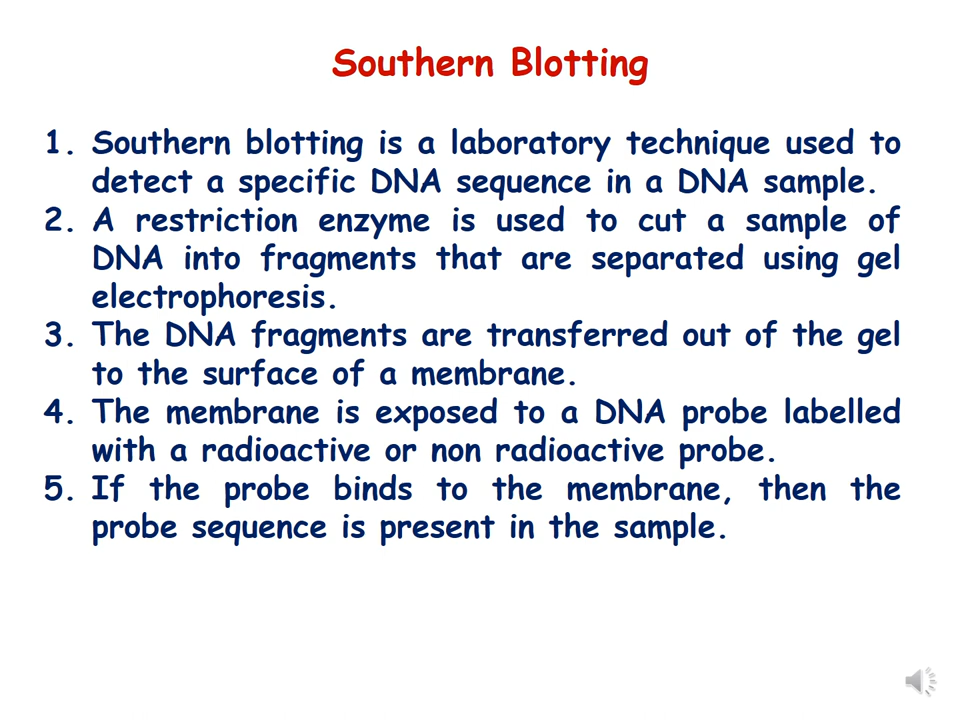 Southern Blotting
1. Southern blotting is a laboratory technique used to
detect a specific DNA sequence in a DNA sample.
2. A restriction enzyme is used to cut a sample of
DNA into fragments that are separated using gel
electrophoresis.
3. The DNA fragments are transferred out of the gel
to the surface of a membrane.
4. The membrane is exposed to a DNA probe labelled
with a radioactive or non radioactive probe.
5. If the probe binds to the membrane, then the
probe sequence is present in the sample.